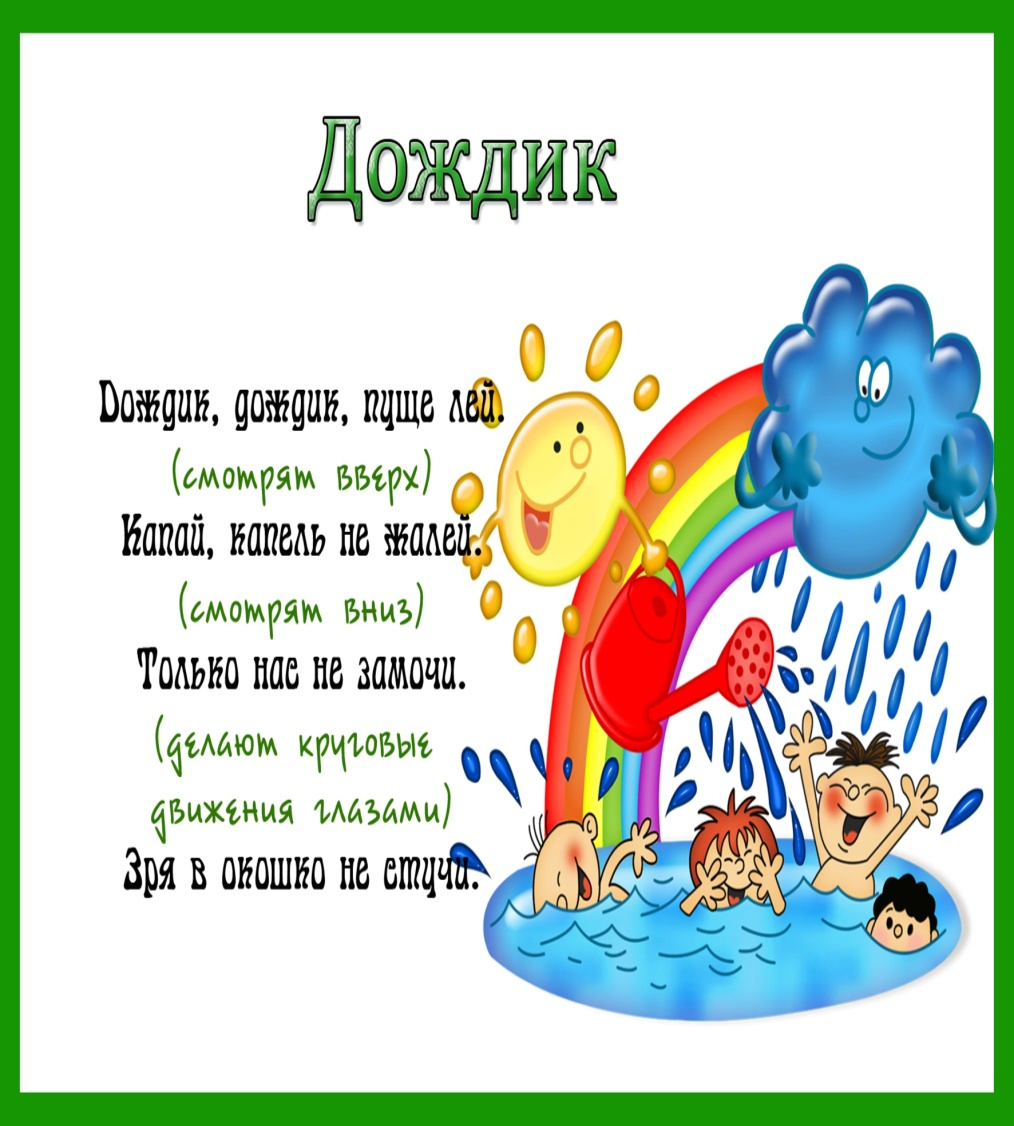 Дождик
Дождик, дождик, пуще лей.
(смотрят вверх)
Капай, капель не жалей.
(смотрят вниз)
Только нас не замочи.
(делают круговые
движения глазами)
Зря в окошко не стучи.